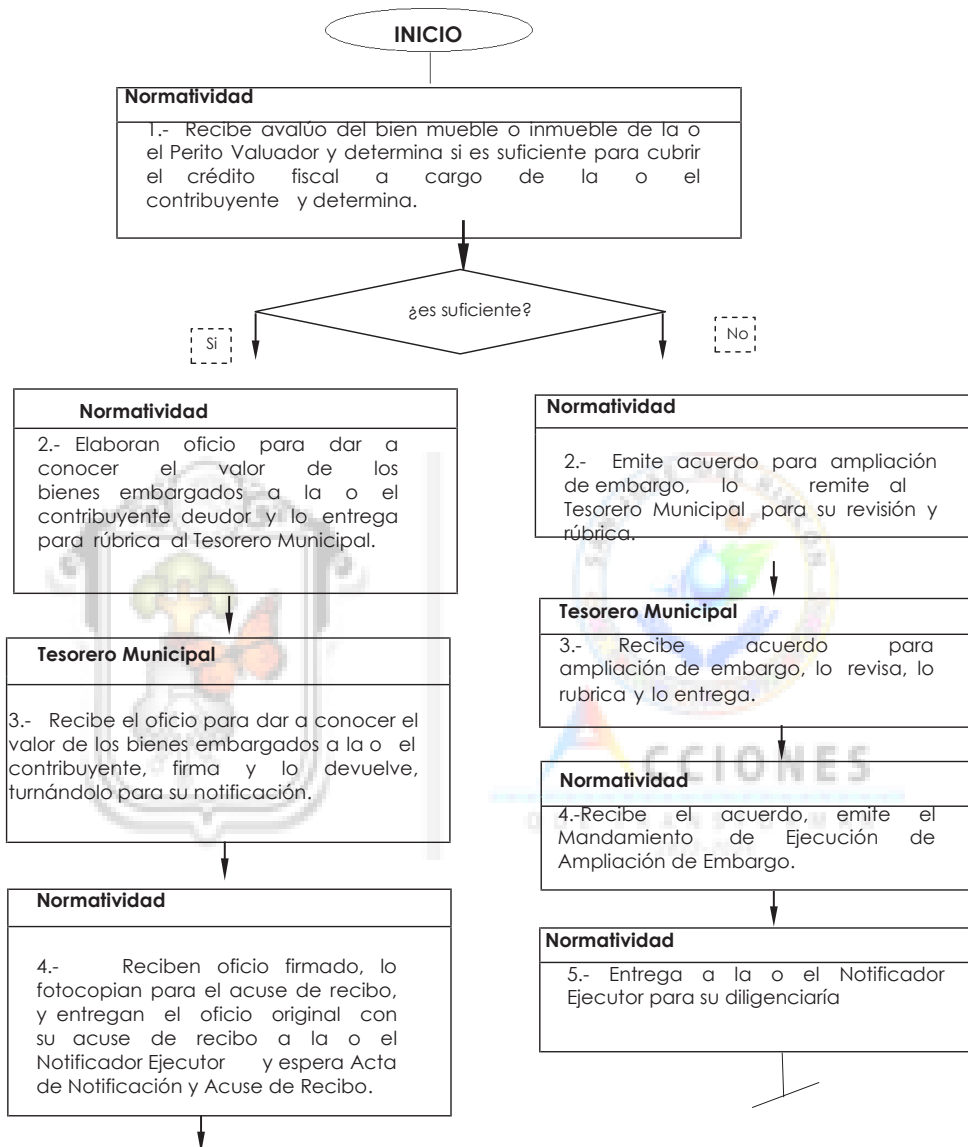 INICIO
Normatividad
1.- Recibe avalúo del bien mueble o inmueble de la o
el Perito Valuador y determina si es suficiente para cubrir
el crédito fiscal a cargo de la o el
contribuyente y determina.
¿es suficiente?
Si
No
Normatividad
2.- Elaboran oficio para dar a
conocer el valor de los
bienes embargados a la o el
contribuyente deudor y lo entrega
para rúbrica al Tesorero Municipal.
Tesorero Municipal
3.- Recibe el oficio para dar a conocer el
valor de los bienes embargados a la o el
contribuyente, firma y lo devuelve,
turnándolo para su notificación.
Normatividad
4.- Reciben oficio firmado, lo
fotocopian para el acuse de recibo,
y entregan el oficio original con
su acuse de recibo a la o el
Notificador Ejecutor y espera Acta
de Notificación y Acuse de Recibo.
Normatividad
2.- Emite acuerdo para ampliación
de embargo, lo remite al
Tesorero Municipal para su revisión y
rúbrica.
Tesorero Municipal
3.- Recibe acuerdo para
ampliación de embargo, lo revisa, lo
rubrica y lo entrega.
Normatividad
4.-Recibe el acuerdo, emite el
Mandamiento de Ejecución de
Ampliación de Embargo.
Normatividad
5.- Entrega a la o el Notificador
Ejecutor para su diligenciaría
CCIONES